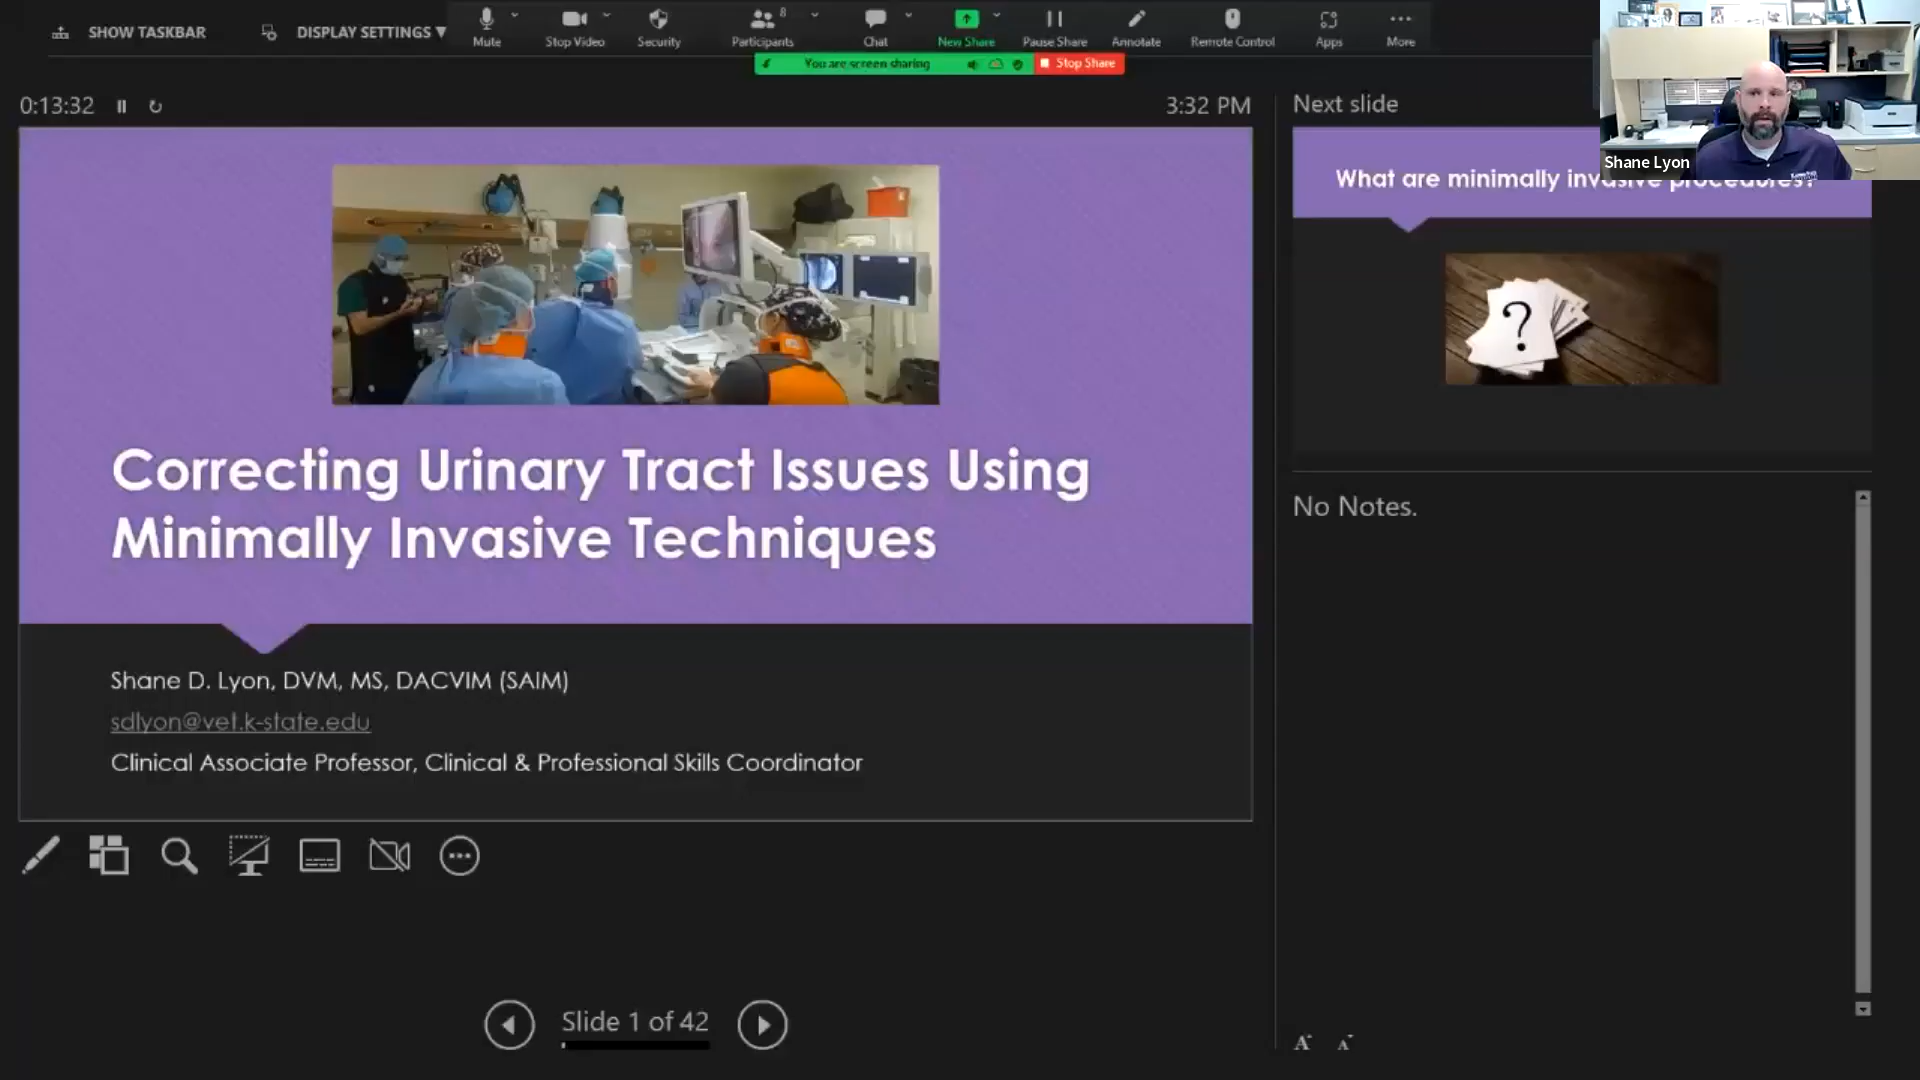 SHOW TASKBAR
DISPLAY SETTINGS ▼
Mute
Stop Video
Security
8
Participants
Chat
New Share
Pause Share
Annotate
Remote Control
Apps
More
You are screen sharing
Stop Share
0:13:32
3:32 PM
Next slide
Shane Lyon
What are minimally invasive procedures?
?
Correcting Urinary Tract Issues Using
Minimally Invasive Techniques
Shane D. Lyon, DVM, MS, DACVIM (SAIM)
sdlyon@vet.k-state.edu
Clinical Associate Professor, Clinical & Professional Skills Coordinator
No Notes.
Slide 1 of 42
A A